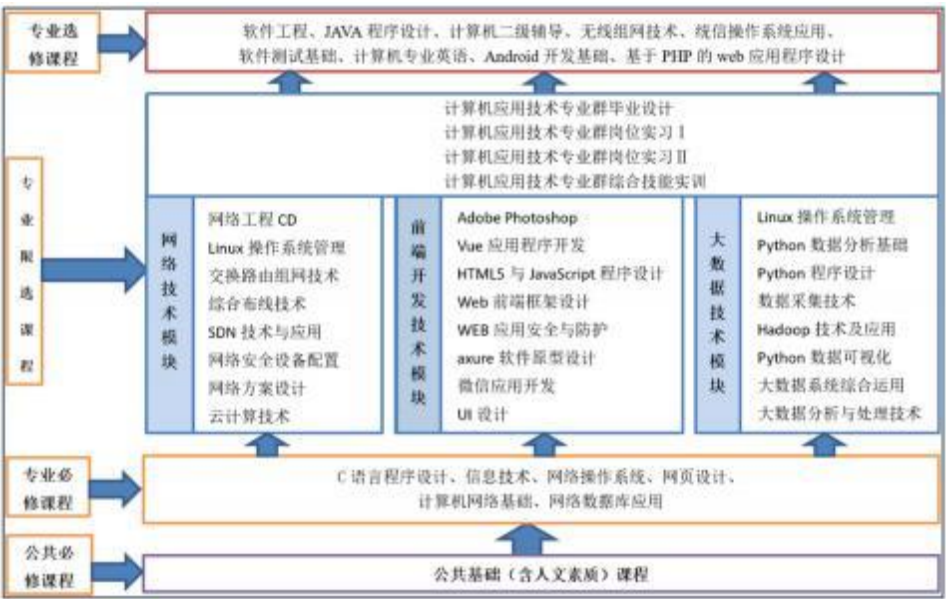 专业选
修课程
软件工程、JAVA 程序设计、计算机二级辅导、无线组网技术、统信操作系统应用、
软件测试基础、计算机专业英语、Android 开发基础、基于 PHP 的 web 应用程序设计
专
业
限
选
课
程
计算机应用技术专业群毕业设计
计算机应用技术专业群岗位实习Ⅰ
计算机应用技术专业群岗位实习Ⅱ
计算机应用技术专业群综合技能实训
网
络
技
术
模
块
网络工程 CD
Linux 操作系统管理
交换路由组网技术
综合布线技术
SDN 技术与应用
网络安全设备配置
网络方案设计
云计算技术
前
端
开
发
技
术
模
块
Adobe Photoshop
Vue 应用程序开发
HTML5 与 JavaScript 程序设计
Web 前端框架设计
WEB 应用安全与防护
axure 软件原型设计
微信应用开发
UI 设计
大
数
据
技
术
模
块
Linux 操作系统管理
Python 数据分析基础
Python 程序设计
数据采集技术
Hadoop 技术及应用
Python 数据可视化
大数据系统综合运用
大数据分析与处理技术
专业必
修课程
C 语言程序设计、信息技术、网络操作系统、网页设计、
计算机网络基础、网络数据库应用
公共必
修课程
公共基础（含人文素质）课程